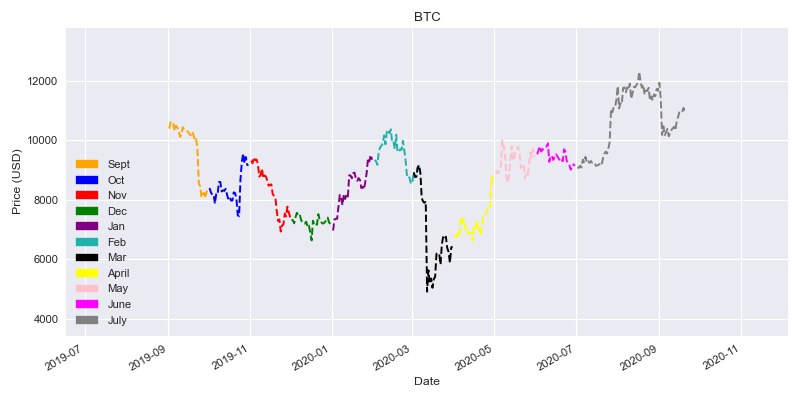 BTC
Price (USD)
12000
10000
8000
6000
4000
Sept
Oct
Nov
Dec
Jan
Feb
Mar
April
May
June
July
2019-07
2019-09
2019-11
2020-01
2020-03
2020-05
2020-07
2020-09
2020-11
Date